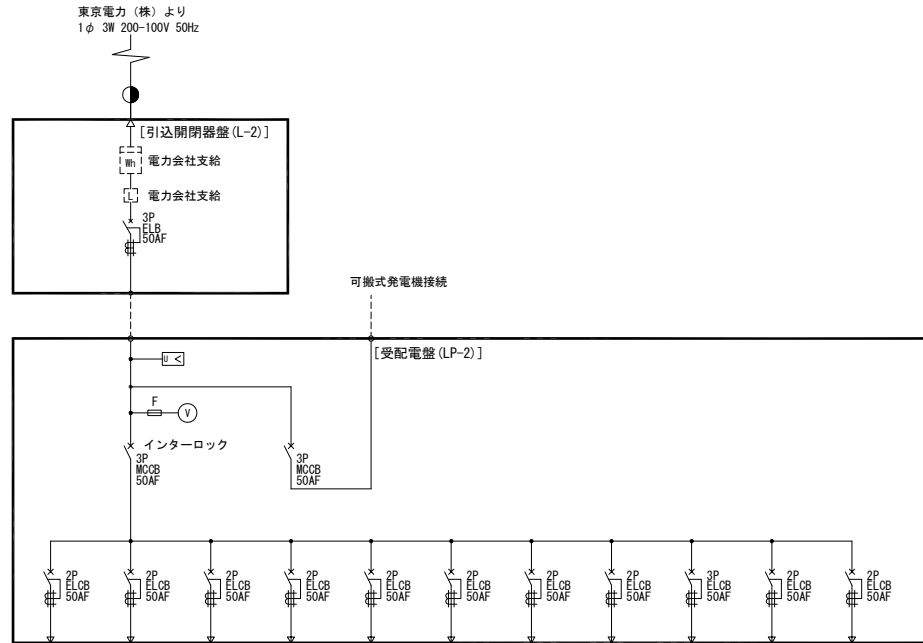 東京電力（株）より
1φ 3W 200-100V 50Hz
[引込開閉器盤(L-2)]
Wh 電力会社支給
L 電力会社支給
3P
ELB
50AF
可搬式発電機接続
[受配電盤(LP-2)]
U <
F
V
インターロック
3P
MCCB
50AF
3P
MCCB
50AF
2P
ELCB
50AF
2P
ELCB
50AF
2P
ELCB
50AF
2P
ELCB
50AF
2P
ELCB
50AF
2P
ELCB
50AF
2P
ELCB
50AF
2P
ELCB
50AF
3P
ELCB
50AF
2P
ELCB
50AF
2P
ELCB
50AF